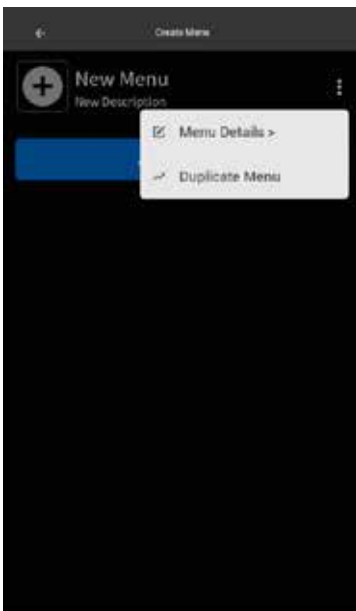 Create Menu
New Menu
New Description
Menu Details >
Duplicate Menu